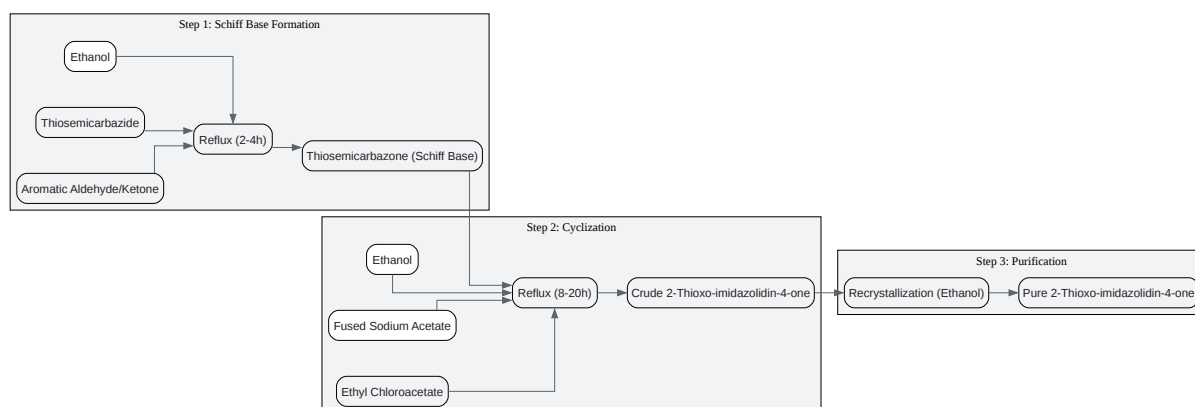 Step 1: Schiff Base Formation
Ethanol
Thiosemicarbazide
Reflux (2-4h)
Thiosemicarbazone (Schiff Base)
Aromatic Aldehyde/Ketone
Step 2: Cyclization
Ethanol
Reflux (8-20h)
Crude 2-Thioxo-imidazolidin-4-one
Fused Sodium Acetate
Ethyl Chloroacetate
Step 3: Purification
Recrystallization (Ethanol)
Pure 2-Thioxo-imidazolidin-4-one